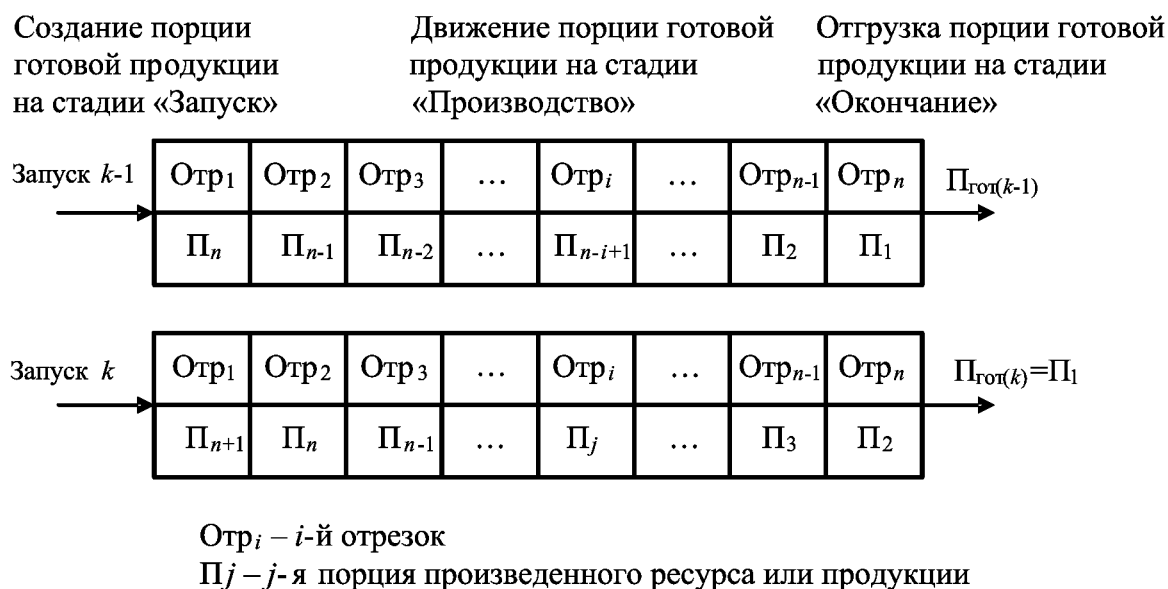 Создание порции
готовой продукции
на стадии «Запуск»
Движение порции готовой
продукции на стадии
«Производство»
Отгрузка порции готовой
продукции на стадии
«Окончание»
Запуск k-1
Отр1 Отр2 Отр3 … Отрi … Отрn-1 Отрn
Пгот(k-1)
Пn Пn-1 Пn-2 … Пn-i+1 … П2 П1
Запуск k
Отр1 Отр2 Отр3 … Отрi … Отрn-1 Отрn
Пгот(k)=П1
Пn+1 Пn Пn-1 … Пj … П3 П2
Отрi – i-й отрезок
Пj – j- я порция произведенного ресурса или продукции